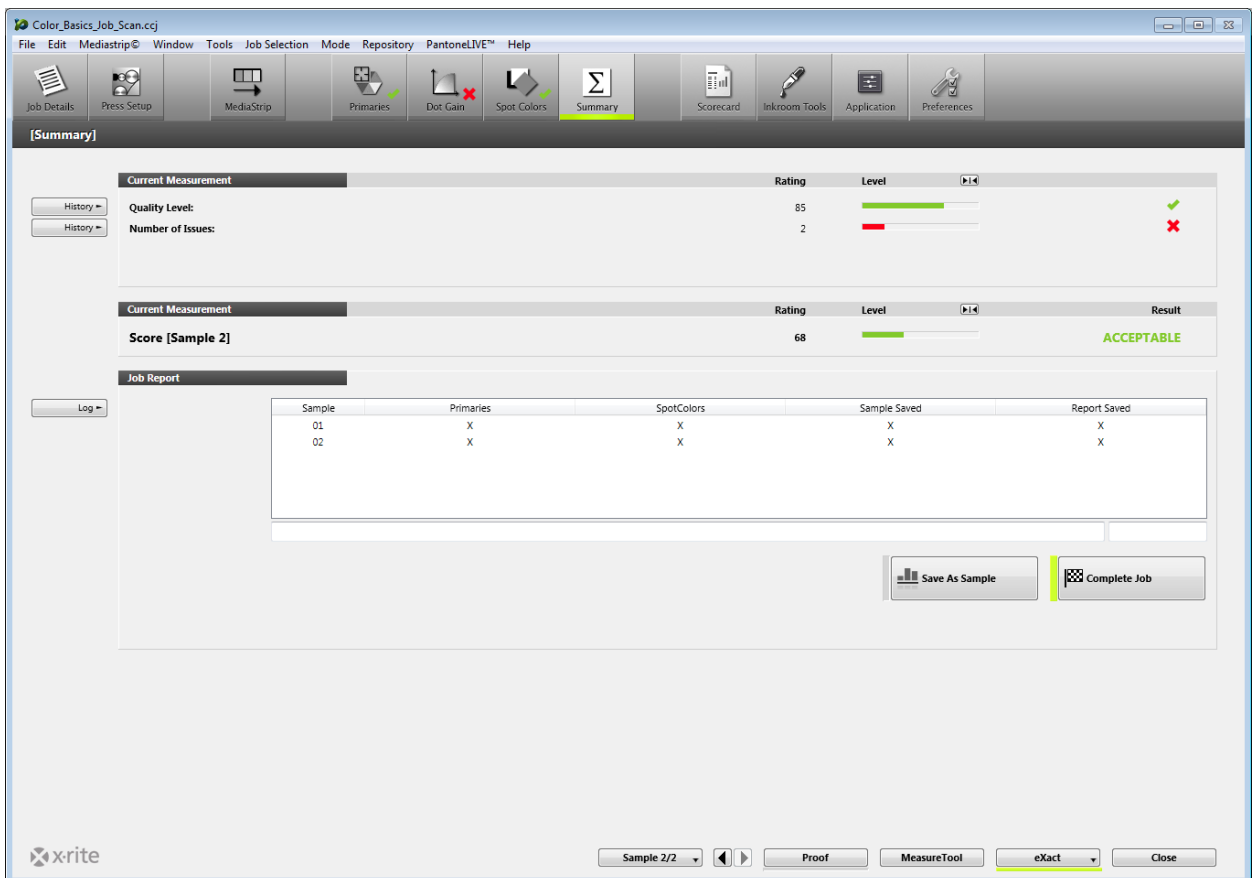 Color_Basics_Job_Scan.ccj
File Edit Mediastrip© Window Tools Job Selection Mode Repository PantoneLIVE™ Help
Job Details Press Setup MediaStrip Primaries Dot Gain Spot Colors Summary Scorecard Inkroom Tools Application Preferences
[Summary]
Current Measurement Rating Level
History Quality Level: 85
History Number of Issues: 2
Current Measurement Rating Level Result
Score [Sample 2] 68 ACCEPTABLE
Job Report
Log Sample Primaries SpotColors Sample Saved Report Saved
01 X X X X
02 X X X X
Save As Sample Complete Job
x·rite Sample 2/2 Proof MeasureTool eXact Close